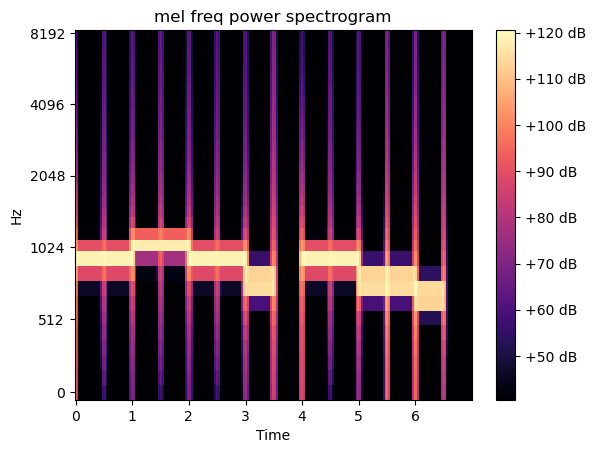 mel freq power spectrogram
8192
4096
2048
1024
512
0
Hz
0 1 2 3 4 5 6
Time
+120 dB
+110 dB
+100 dB
+90 dB
+80 dB
+70 dB
+60 dB
+50 dB